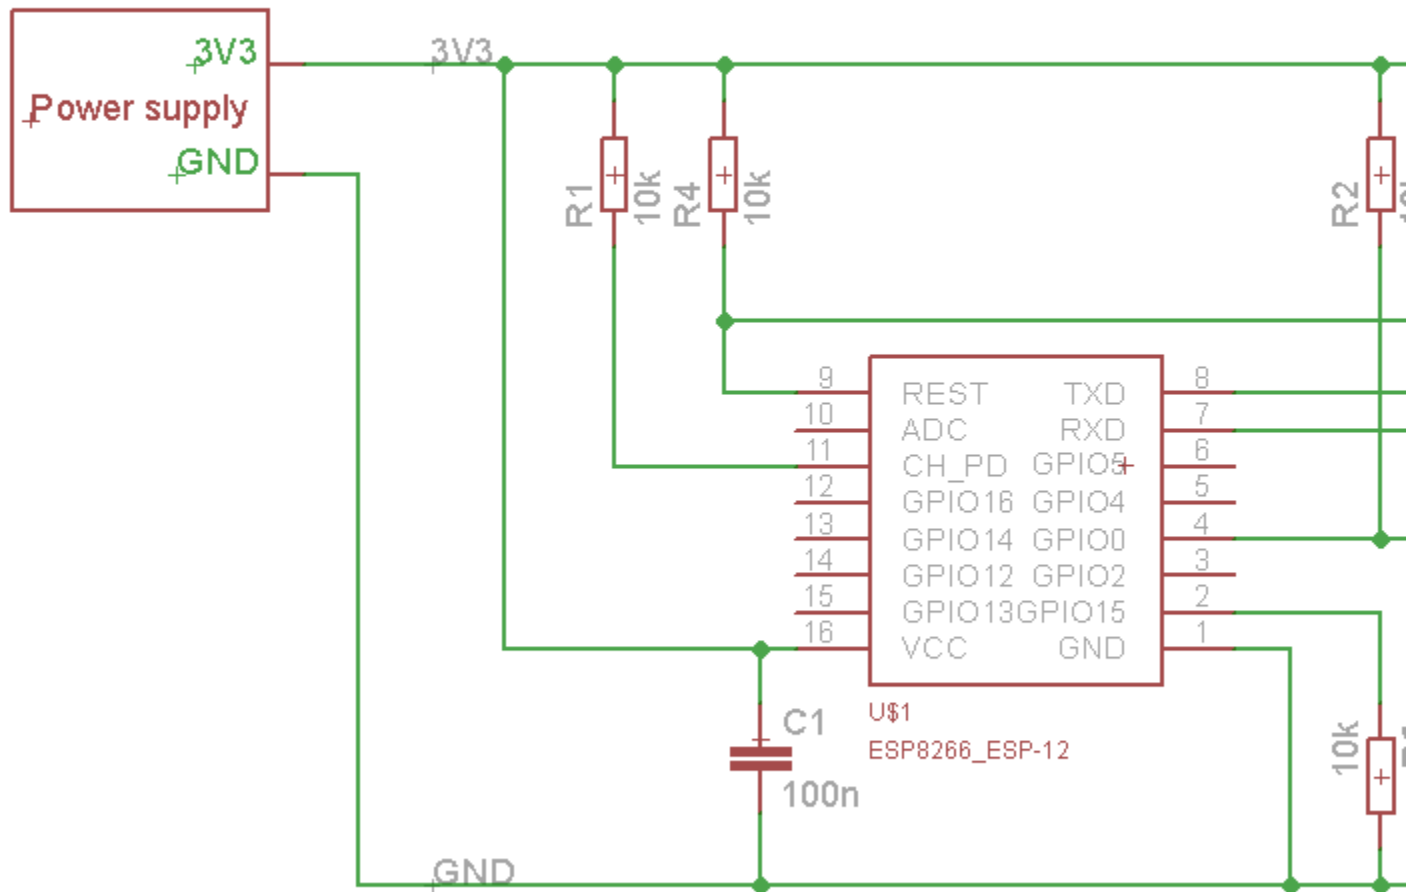 3V3
Power supply
GND
3V3
R1
10k
R4
10k
R2
9
REST
TXD
8
10
ADC
RXD
7
11
CH_PD
GPIO5
6
12
GPIO16
GPIO4
5
13
GPIO14
GPIO0
4
14
GPIO12
GPIO2
3
15
GPIO13
GPIO15
2
16
VCC
GND
1
U$1
ESP8266_ESP-12
C1
100n
10k
GND